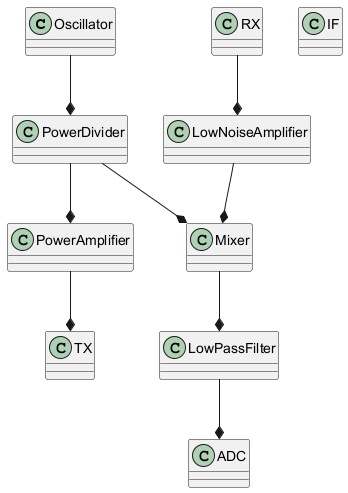 C Oscillator
C RX
C IF
C PowerDivider
C LowNoiseAmplifier
C PowerAmplifier
C Mixer
C TX
C LowPassFilter
C ADC